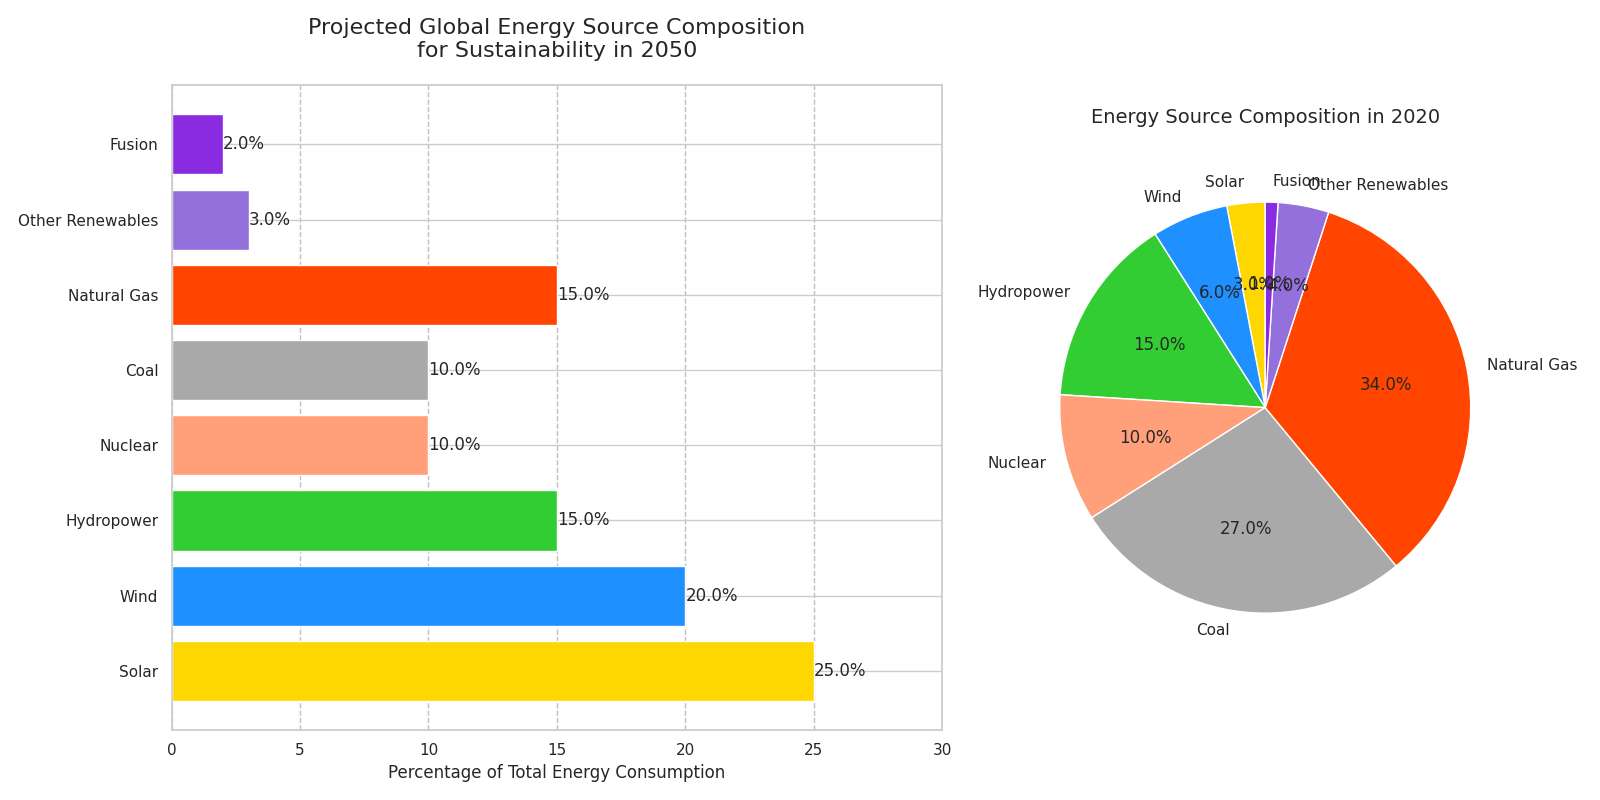 Projected Global Energy Source Composition
for Sustainability in 2050
Fusion
2.0%
Other Renewables
3.0%
Natural Gas
15.0%
Coal
10.0%
Nuclear
10.0%
Hydropower
15.0%
Wind
20.0%
Solar
25.0%
0 5 10 15 20 25 30
Percentage of Total Energy Consumption
Energy Source Composition in 2020
Solar
3.0%
Wind
6.0%
Hydropower
15.0%
Nuclear
10.0%
Coal
27.0%
Natural Gas
34.0%
Other Renewables
4.0%
Fusion
1.0%